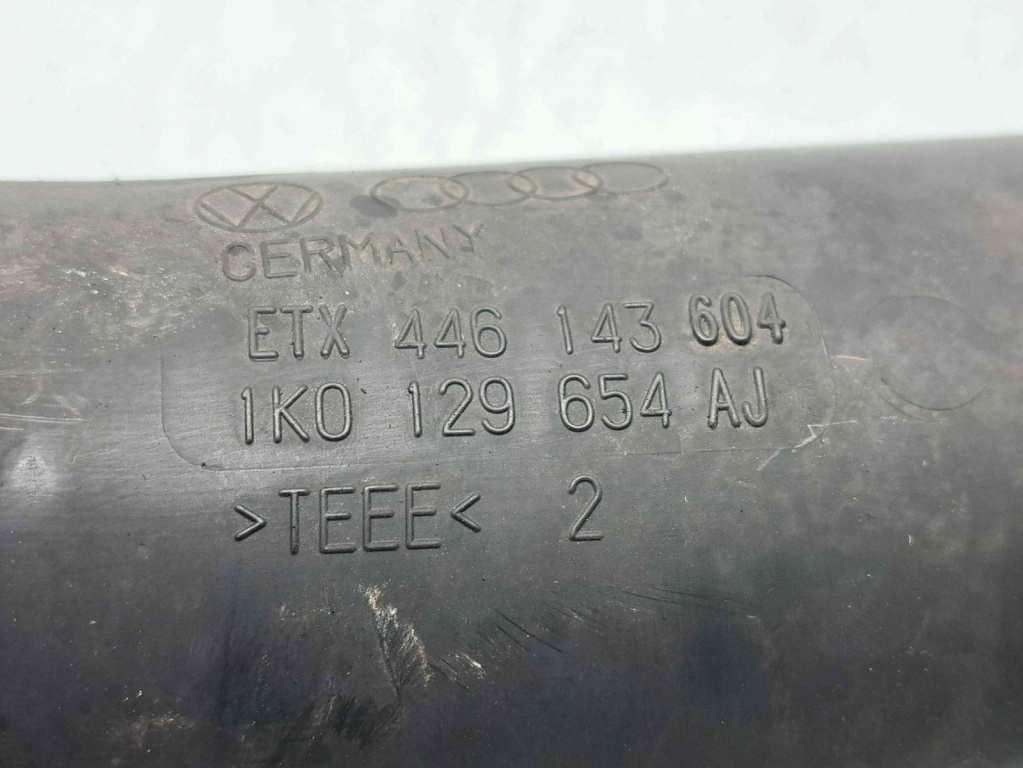 GERMANY
ETX 446 143 604
1K0 129 654 AJ
>TEEE< 2